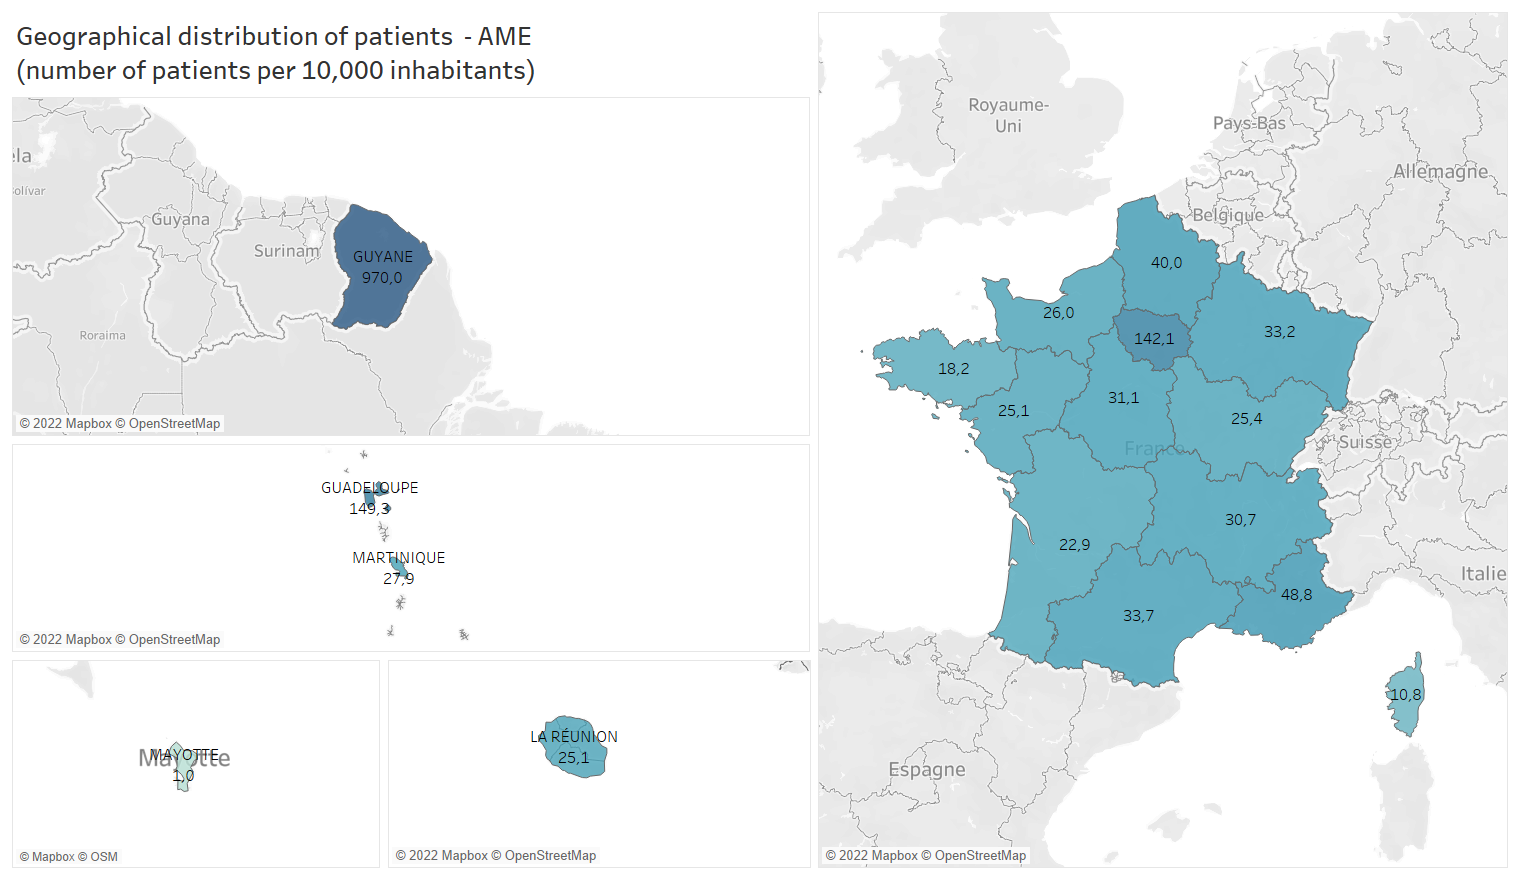 Geographical distribution of patients - AME
(number of patients per 10,000 inhabitants)
ela
Bolívar
Guyana
Surinam
GUYANE
970,0
Roraima
© 2022 Mapbox © OpenStreetMap
GUADELOUPE
149,3
MARTINIQUE
27,9
© 2022 Mapbox © OpenStreetMap
Mayotte
MAYOTTE
1,0
© Mapbox © OSM
LA RÉUNION
25,1
© 2022 Mapbox © OpenStreetMap
Royaume-
Uni
Pays-Bas
Allemagne
Belgique
40,0
26,0
142,1
33,2
18,2
25,1
31,1
25,4
France
Suisse
30,7
22,9
Italie
48,8
33,7
10,8
Espagne
© 2022 Mapbox © OpenStreetMap